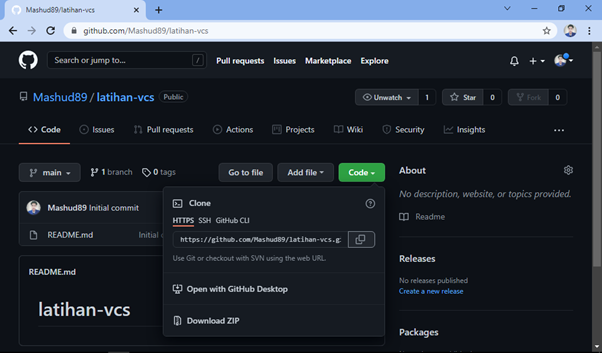 Mashud89/latihan-vcs
github.com/Mashud89/latihan-vcs
Search or jump to...
/
Pull requests
Issues
Marketplace
Explore
Mashud89 / latihan-vcs
Public
Unwatch
1
Star
0
Fork
0
Code
Issues
Pull requests
Actions
Projects
Wiki
Security
Insights
main
1 branch
0 tags
Go to file
Add file
Code
About
No description, website, or topics provided.
Readme
Mashud89 Initial commit
README.md
Initial
Clone
HTTPS SSH GitHub CLI
https://github.com/Mashud89/latihan-vcs.gi
Use Git or checkout with SVN using the web URL.
Open with GitHub Desktop
Download ZIP
README.md
latihan-vcs
Releases
No releases published
Create a new release
Packages